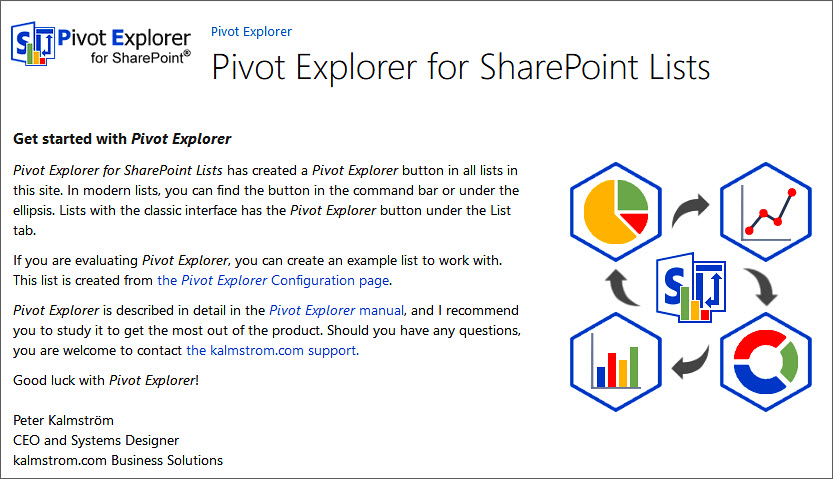 Pivot Explorer
for SharePoint®
Pivot Explorer
Pivot Explorer for SharePoint Lists
Get started with Pivot Explorer
Pivot Explorer for SharePoint Lists has created a Pivot Explorer button in all lists in
this site. In modern lists, you can find the button in the command bar or under the
ellipsis. Lists with the classic interface has the Pivot Explorer button under the List
tab.
If you are evaluating Pivot Explorer, you can create an example list to work with.
This list is created from the Pivot Explorer Configuration page.
Pivot Explorer is described in detail in the Pivot Explorer manual, and I recommend
you to study it to get the most out of the product. Should you have any questions,
you are welcome to contact the kalmstrom.com support.
Good luck with Pivot Explorer!
Peter Kalmström
CEO and Systems Designer
kalmstrom.com Business Solutions